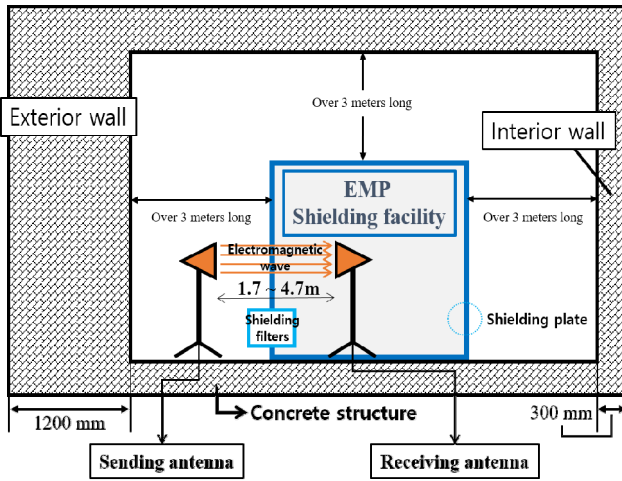 Over 3 meters long
Exterior wall
Interior wall
EMP
Shielding facility
Over 3 meters long
Over 3 meters long
Electromagnetic
wave
1.7 ~ 4.7m
Shielding
filters
Shielding plate
Concrete structure
1200 mm
300 mm
Sending antenna
Receiving antenna